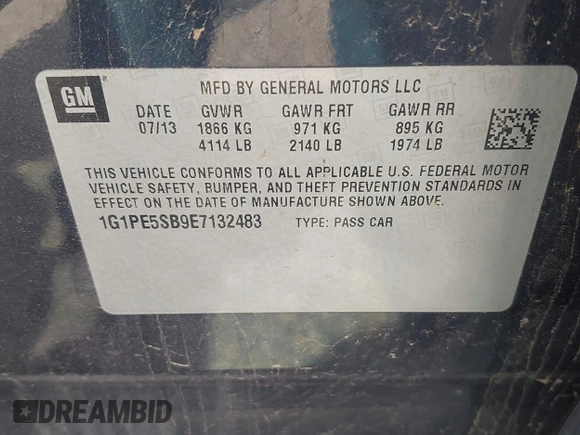 GM
MFD BY GENERAL MOTORS LLC
DATE GVWR GAWR FRT GAWR RR
07/13 1866 KG 971 KG 895 KG
4114 LB 2140 LB 1974 LB
THIS VEHICLE CONFORMS TO ALL APPLICABLE U.S. FEDERAL MOTOR
VEHICLE SAFETY, BUMPER, AND THEFT PREVENTION STANDARDS IN
EFFECT ON THE DATE OF MANUFACTURE SHOWN ABOVE.
1G1PE5SB9E7132483 TYPE: PASS CAR
DREAMBID